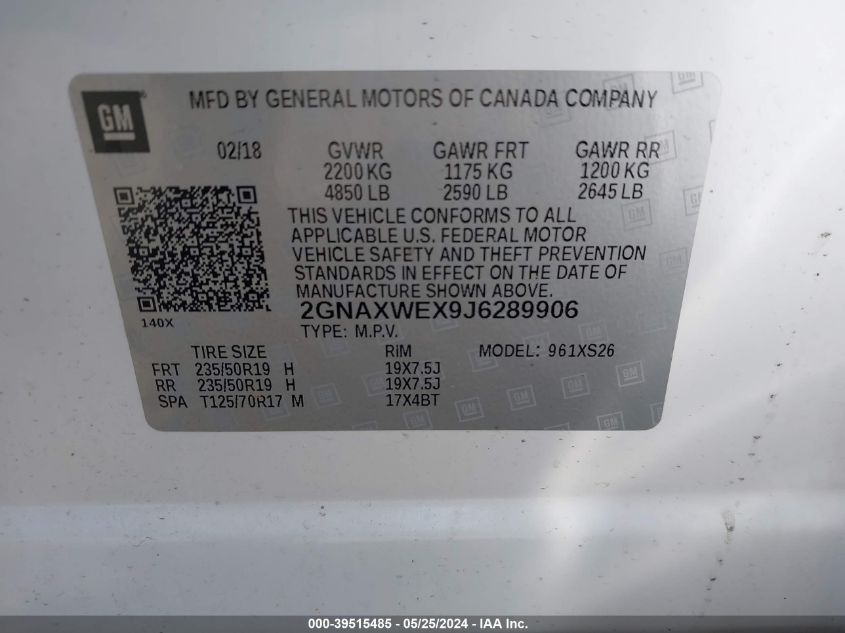 GM
MFD BY GENERAL MOTORS OF CANADA COMPANY
02/18 GVWR GAWR FRT GAWR RR
2200 KG 1175 KG 1200 KG
4850 LB 2590 LB 2645 LB
THIS VEHICLE CONFORMS TO ALL
APPLICABLE U.S. FEDERAL MOTOR
VEHICLE SAFETY AND THEFT PREVENTION
STANDARDS IN EFFECT ON THE DATE OF
MANUFACTURE SHOWN ABOVE.
2GNAXWEX9J6289906
140X
TYPE: M.P.V.
TIRE SIZE RIM MODEL: 961XS26
FRT 235/50R19 H 19X7.5J
RR 235/50R19 H 19X7.5J
SPA T125/70R17 M 17X4BT
000-39515485 - 05/25/2024 - IAA Inc.